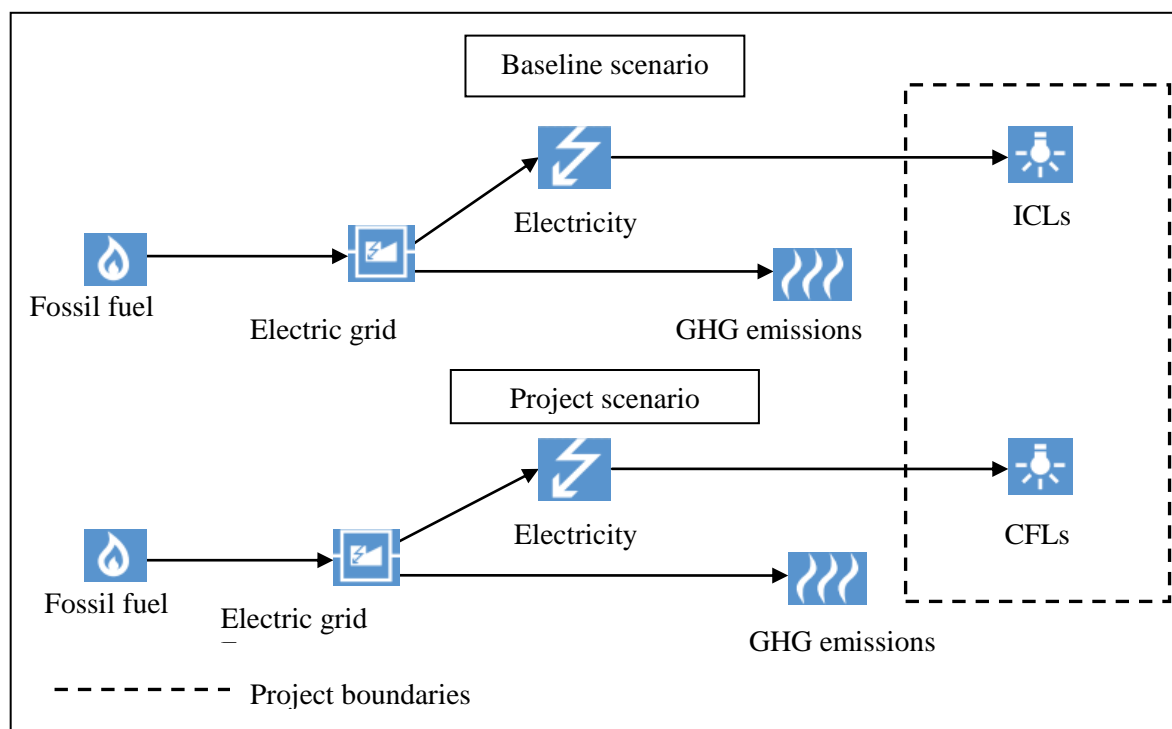 Baseline scenario
Electricity
ICLs
Fossil fuel
Electric grid
GHG emissions
Project scenario
Electricity
CFLs
Fossil fuel
Electric grid
GHG emissions
Project boundaries